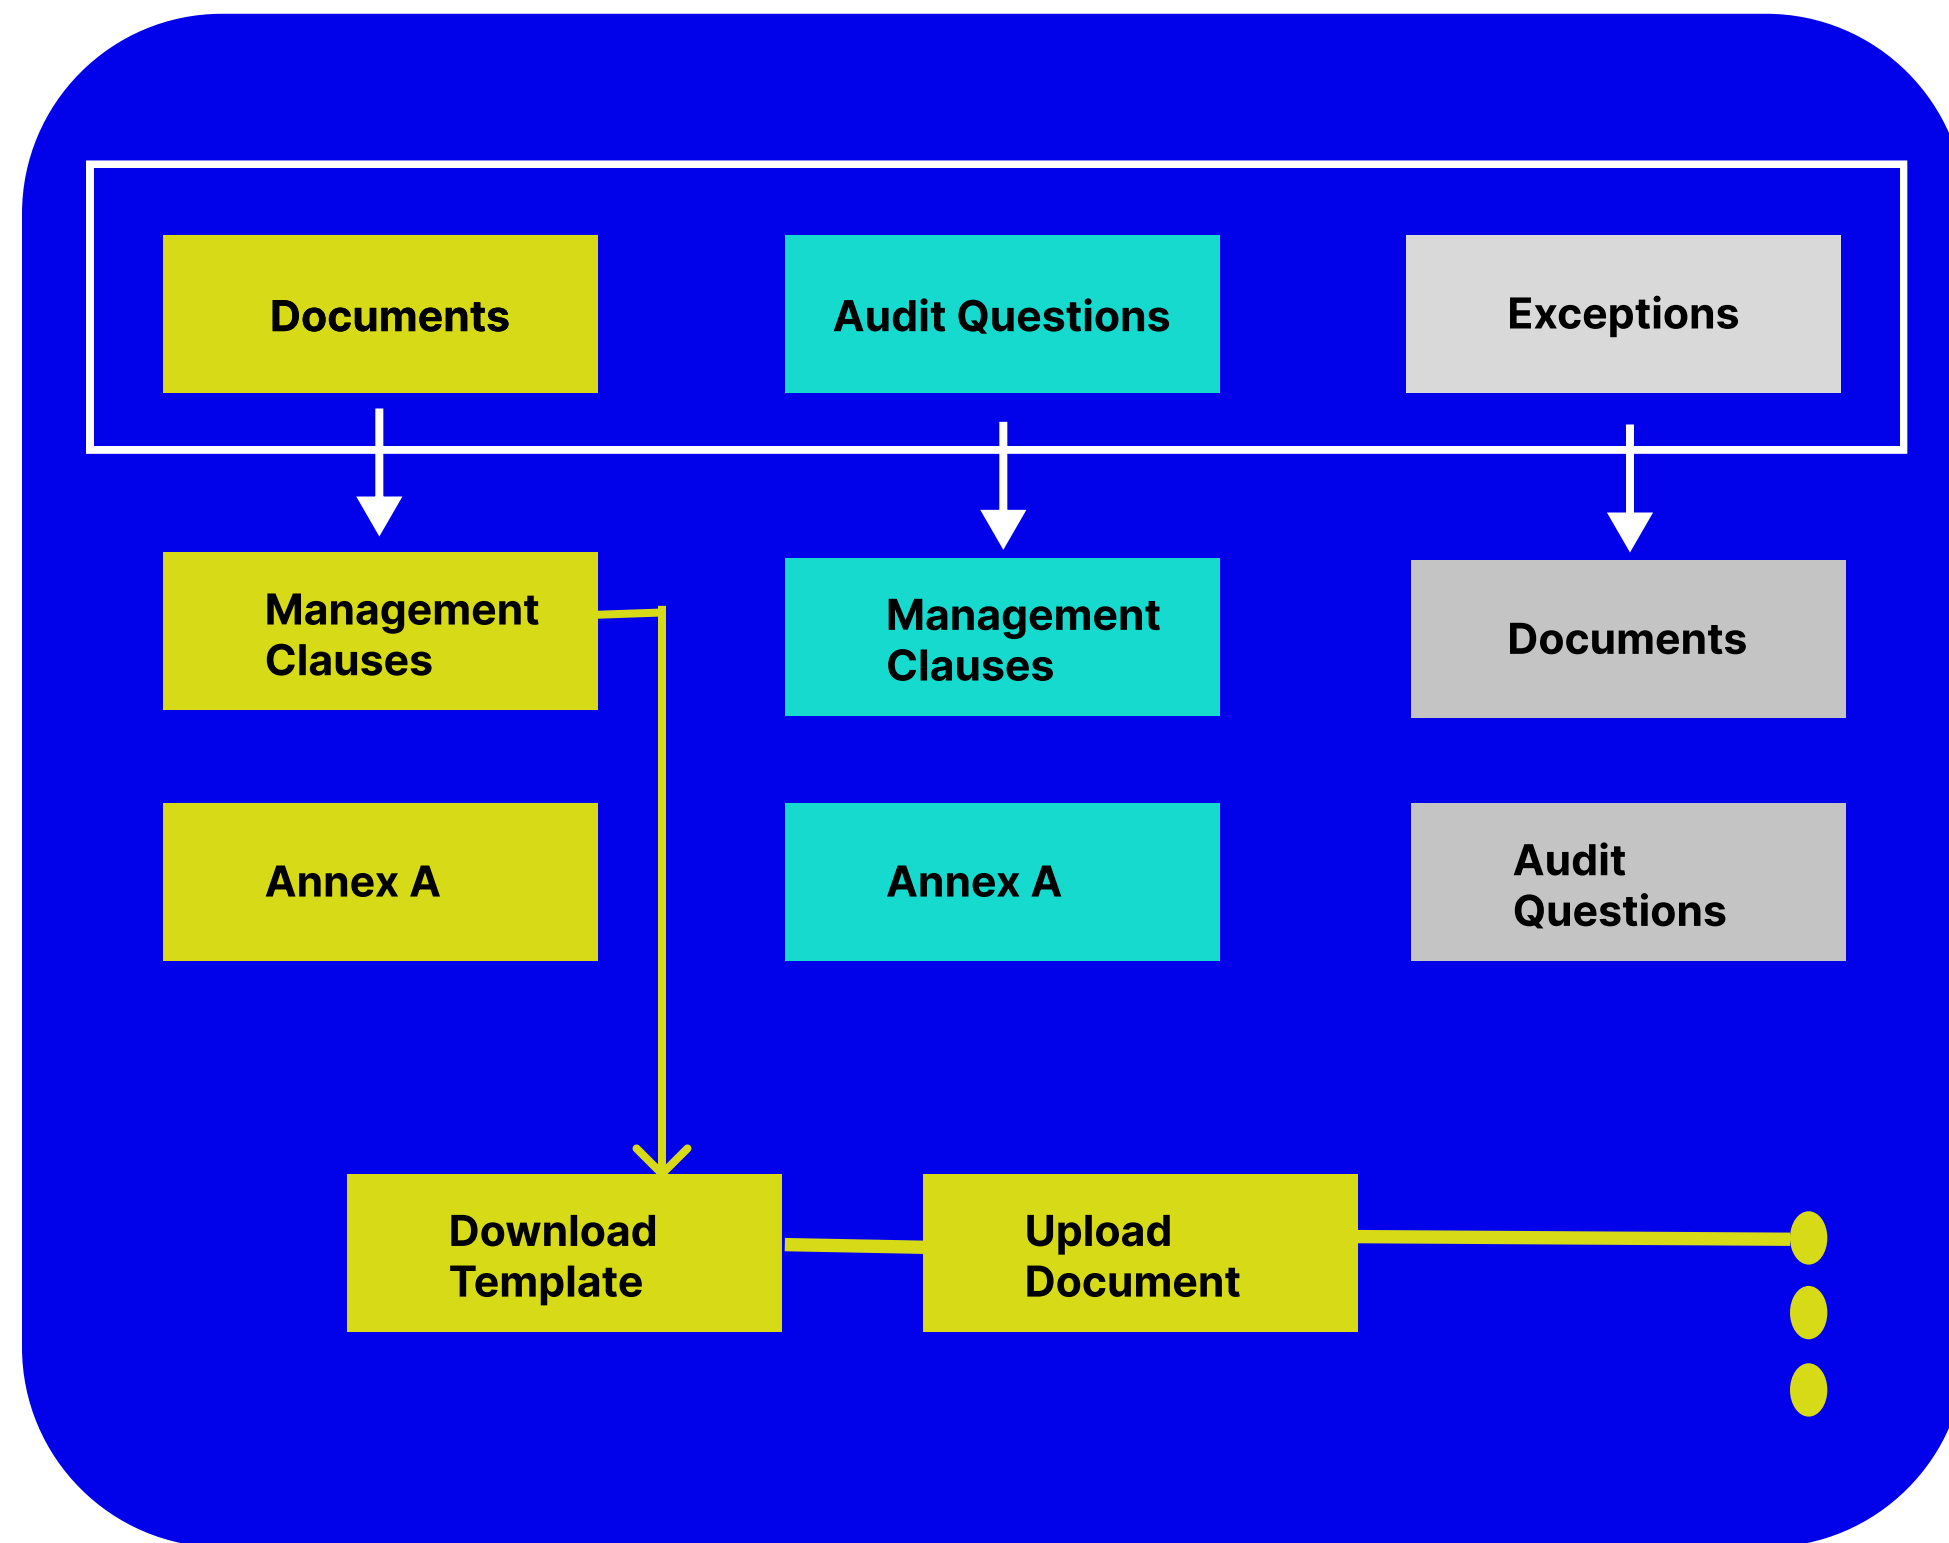 Documents
Audit Questions
Exceptions
Management
Clauses
Management
Clauses
Documents
Annex A
Annex A
Audit
Questions
Download
Template
Upload
Document